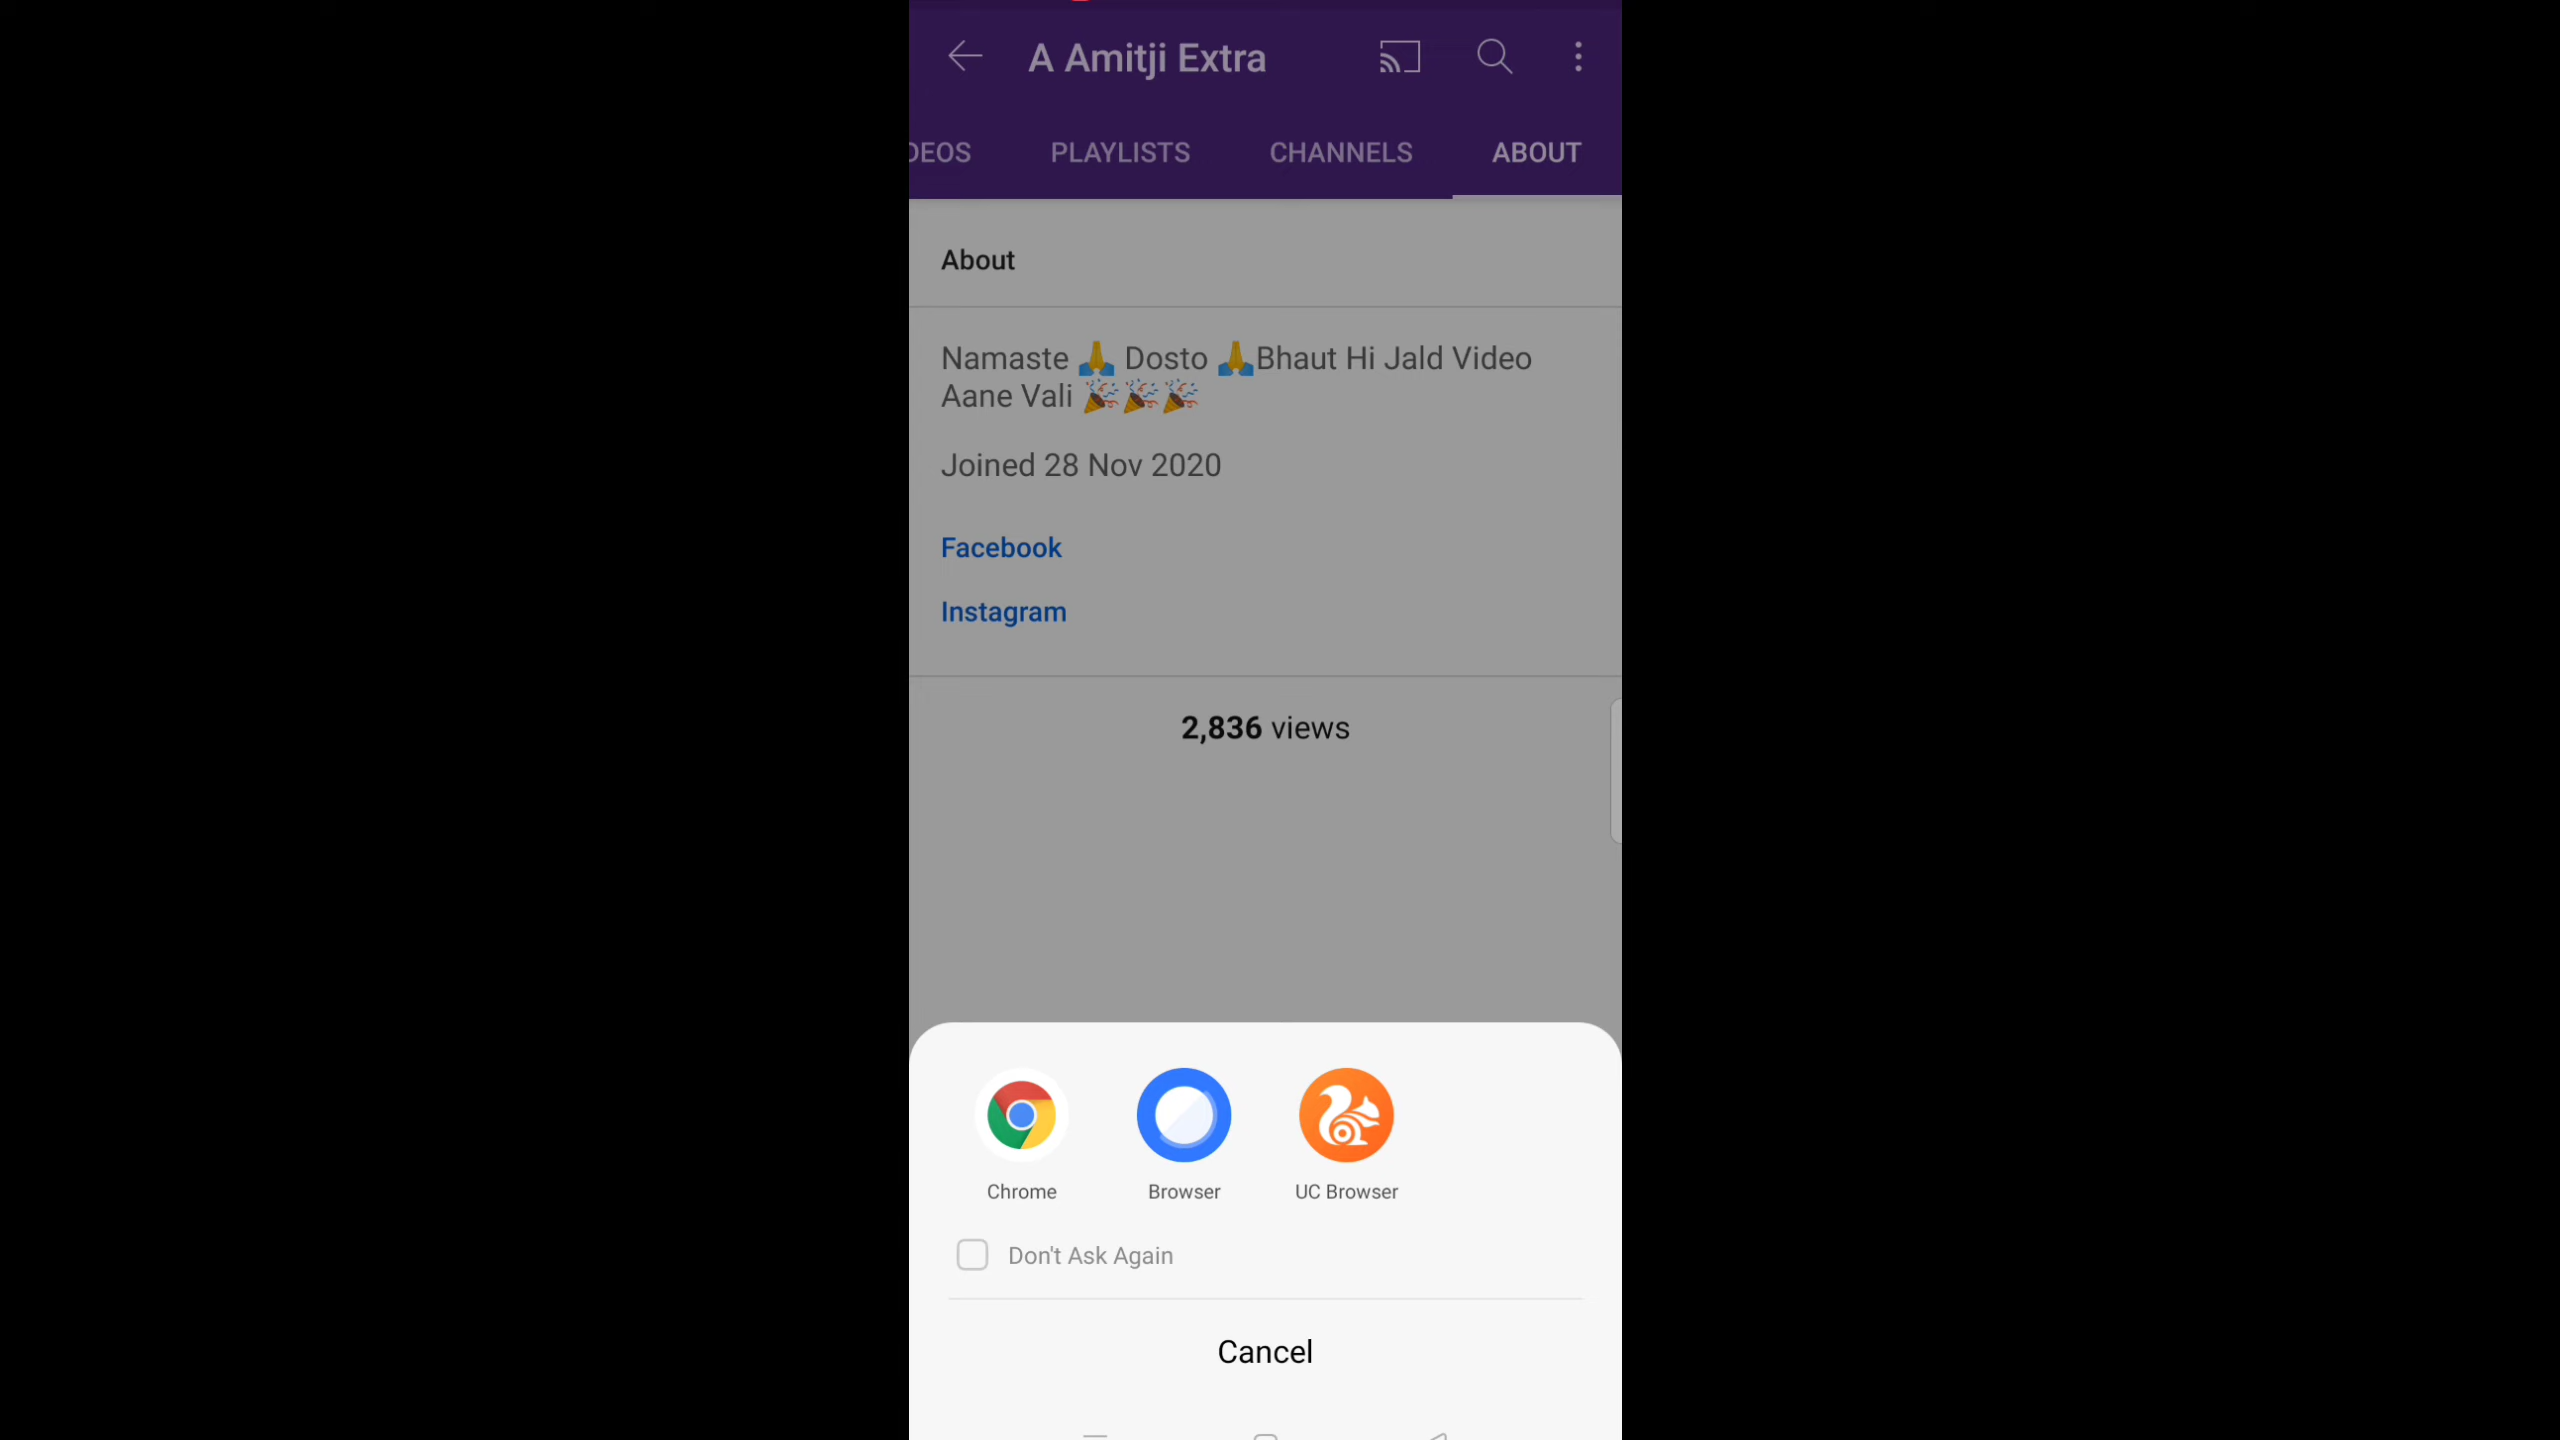 A Amitji Extra
DEOS PLAYLISTS CHANNELS ABOUT
About
Namaste 🙏 Dosto 🙏Bhaut Hi Jald Video
Aane Vali 🎉🎉🎉
Joined 28 Nov 2020
Facebook
Instagram
2,836 views
Chrome Browser UC Browser
Don't Ask Again
Cancel